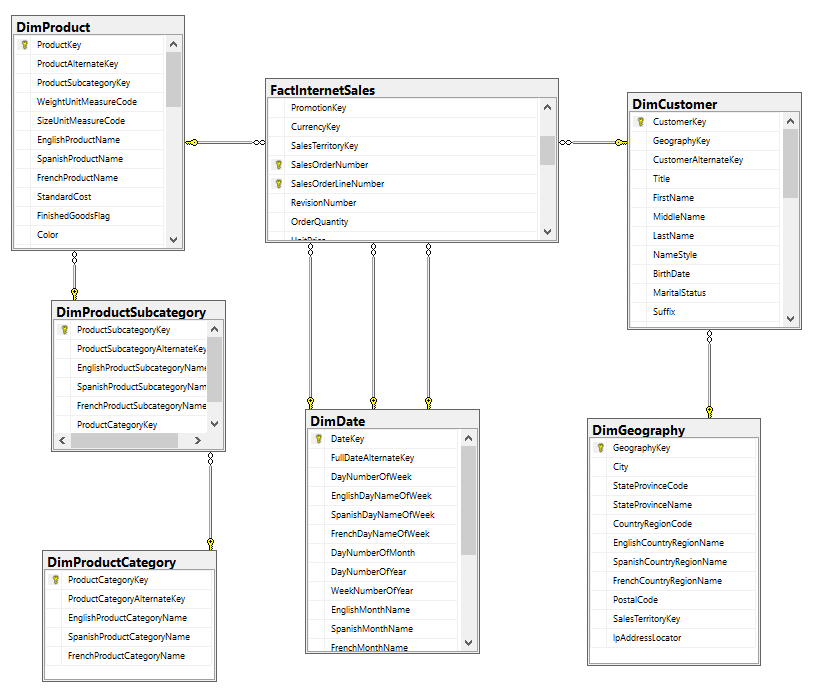 DimProduct
ProductKey
ProductAlternateKey
ProductSubcategoryKey
WeightUnitMeasureCode
SizeUnitMeasureCode
EnglishProductName
SpanishProductName
FrenchProductName
StandardCost
FinishedGoodsFlag
Color
FactInternetSales
PromotionKey
CurrencyKey
SalesTerritoryKey
SalesOrderNumber
SalesOrderLineNumber
RevisionNumber
OrderQuantity
UnitPrice
DimCustomer
CustomerKey
GeographyKey
CustomerAlternateKey
Title
FirstName
MiddleName
LastName
NameStyle
BirthDate
MaritalStatus
Suffix
DimProductSubcategory
ProductSubcategoryKey
ProductSubcategoryAlternateKey
EnglishProductSubcategoryName
SpanishProductSubcategoryNam
FrenchProductSubcategoryName
ProductCategoryKey
DimDate
DateKey
FullDateAlternateKey
DayNumberOfWeek
EnglishDayNameOfWeek
SpanishDayNameOfWeek
FrenchDayNameOfWeek
DayNumberOfMonth
DayNumberOfYear
WeekNumberOfYear
EnglishMonthName
SpanishMonthName
FrenchMonthName
DimGeography
GeographyKey
City
StateProvinceCode
StateProvinceName
CountryRegionCode
EnglishCountryRegionName
SpanishCountryRegionName
FrenchCountryRegionName
PostalCode
SalesTerritoryKey
IpAddressLocator
DimProductCategory
ProductCategoryKey
ProductCategoryAlternateKey
EnglishProductCategoryName
SpanishProductCategoryName
FrenchProductCategoryName